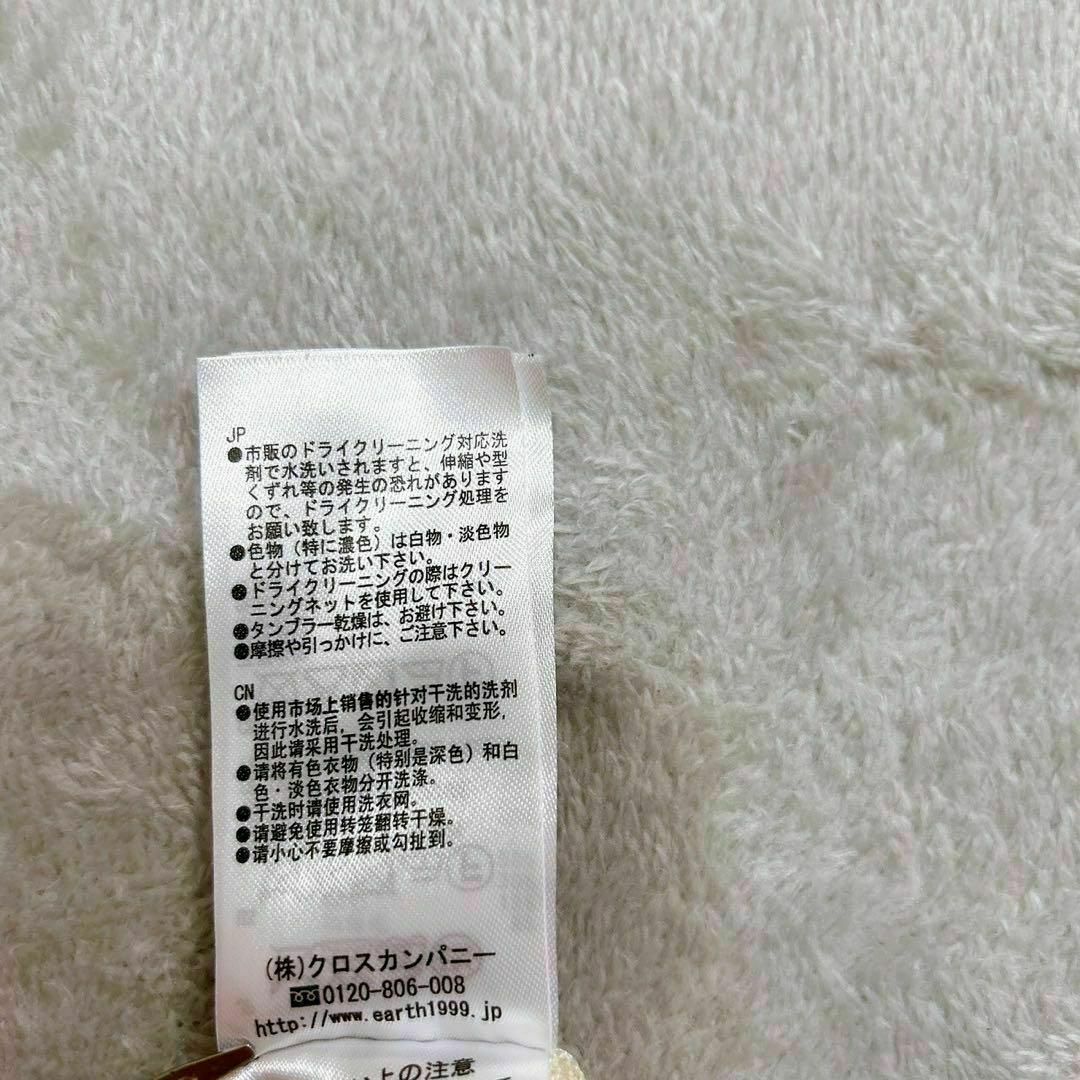 JP
●市販のドライクリーニング対応洗
剤で水洗いされますと、伸縮や型
くずれ等の発生の恐れがあります
ので、ドライクリーニング処理を
お願い致します。
●色物（特に濃色）は白物・淡色物
と分けてお洗い下さい。
●ドライクリーニングの際はクリー
ニングネットを使用して下さい。
●タンブラー乾燥は、お避け下さい。
●摩擦や引っかけに、ご注意下さい。
CN
●使用市场上销售的针对干洗的洗剂
进行水洗后，会引起收缩和变形，
因此请采用干洗处理。
●请将有色衣物（特别是深色）和白
色・淡色衣物分开洗涤。
●干洗时请使用洗衣网。
●请避免使用转笼翻转干燥。
●请小心不要摩擦或勾扯到。
(株)クロスカンパニー
0120-806-008
http://www.earth1999.jp
上の注意